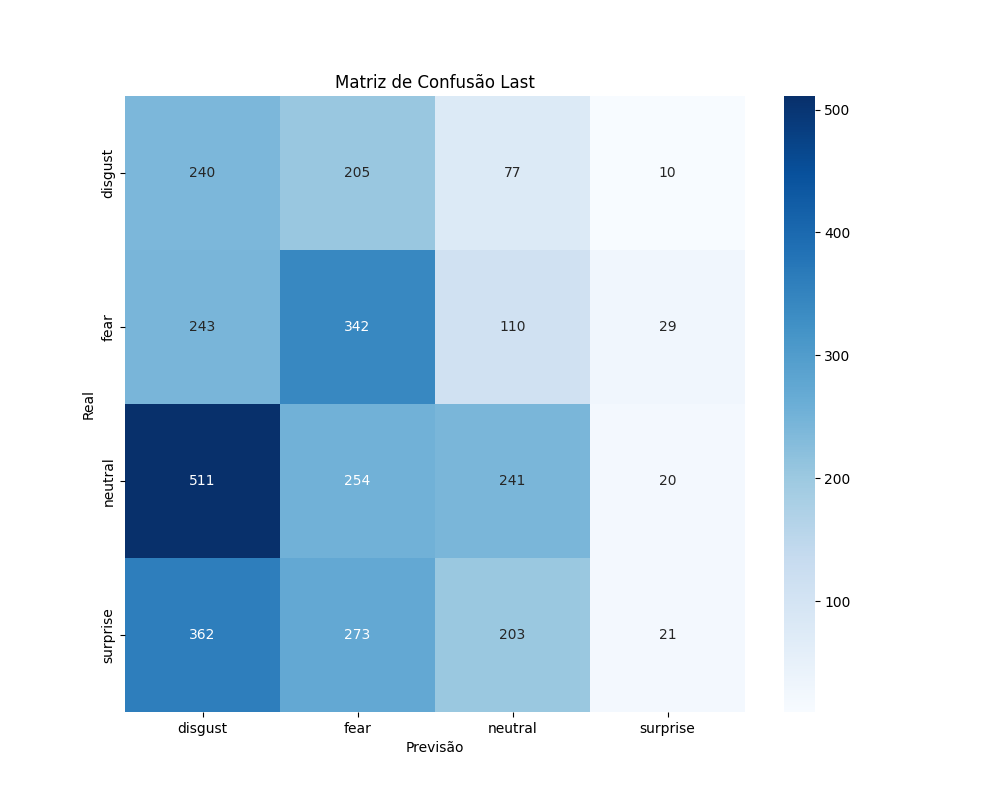 Matriz de Confusão Last
disgust 240 205 77 10
fear 243 342 110 29
neutral 511 254 241 20
surprise 362 273 203 21
disgust fear neutral surprise
Previsão
Real
500
400
300
200
100